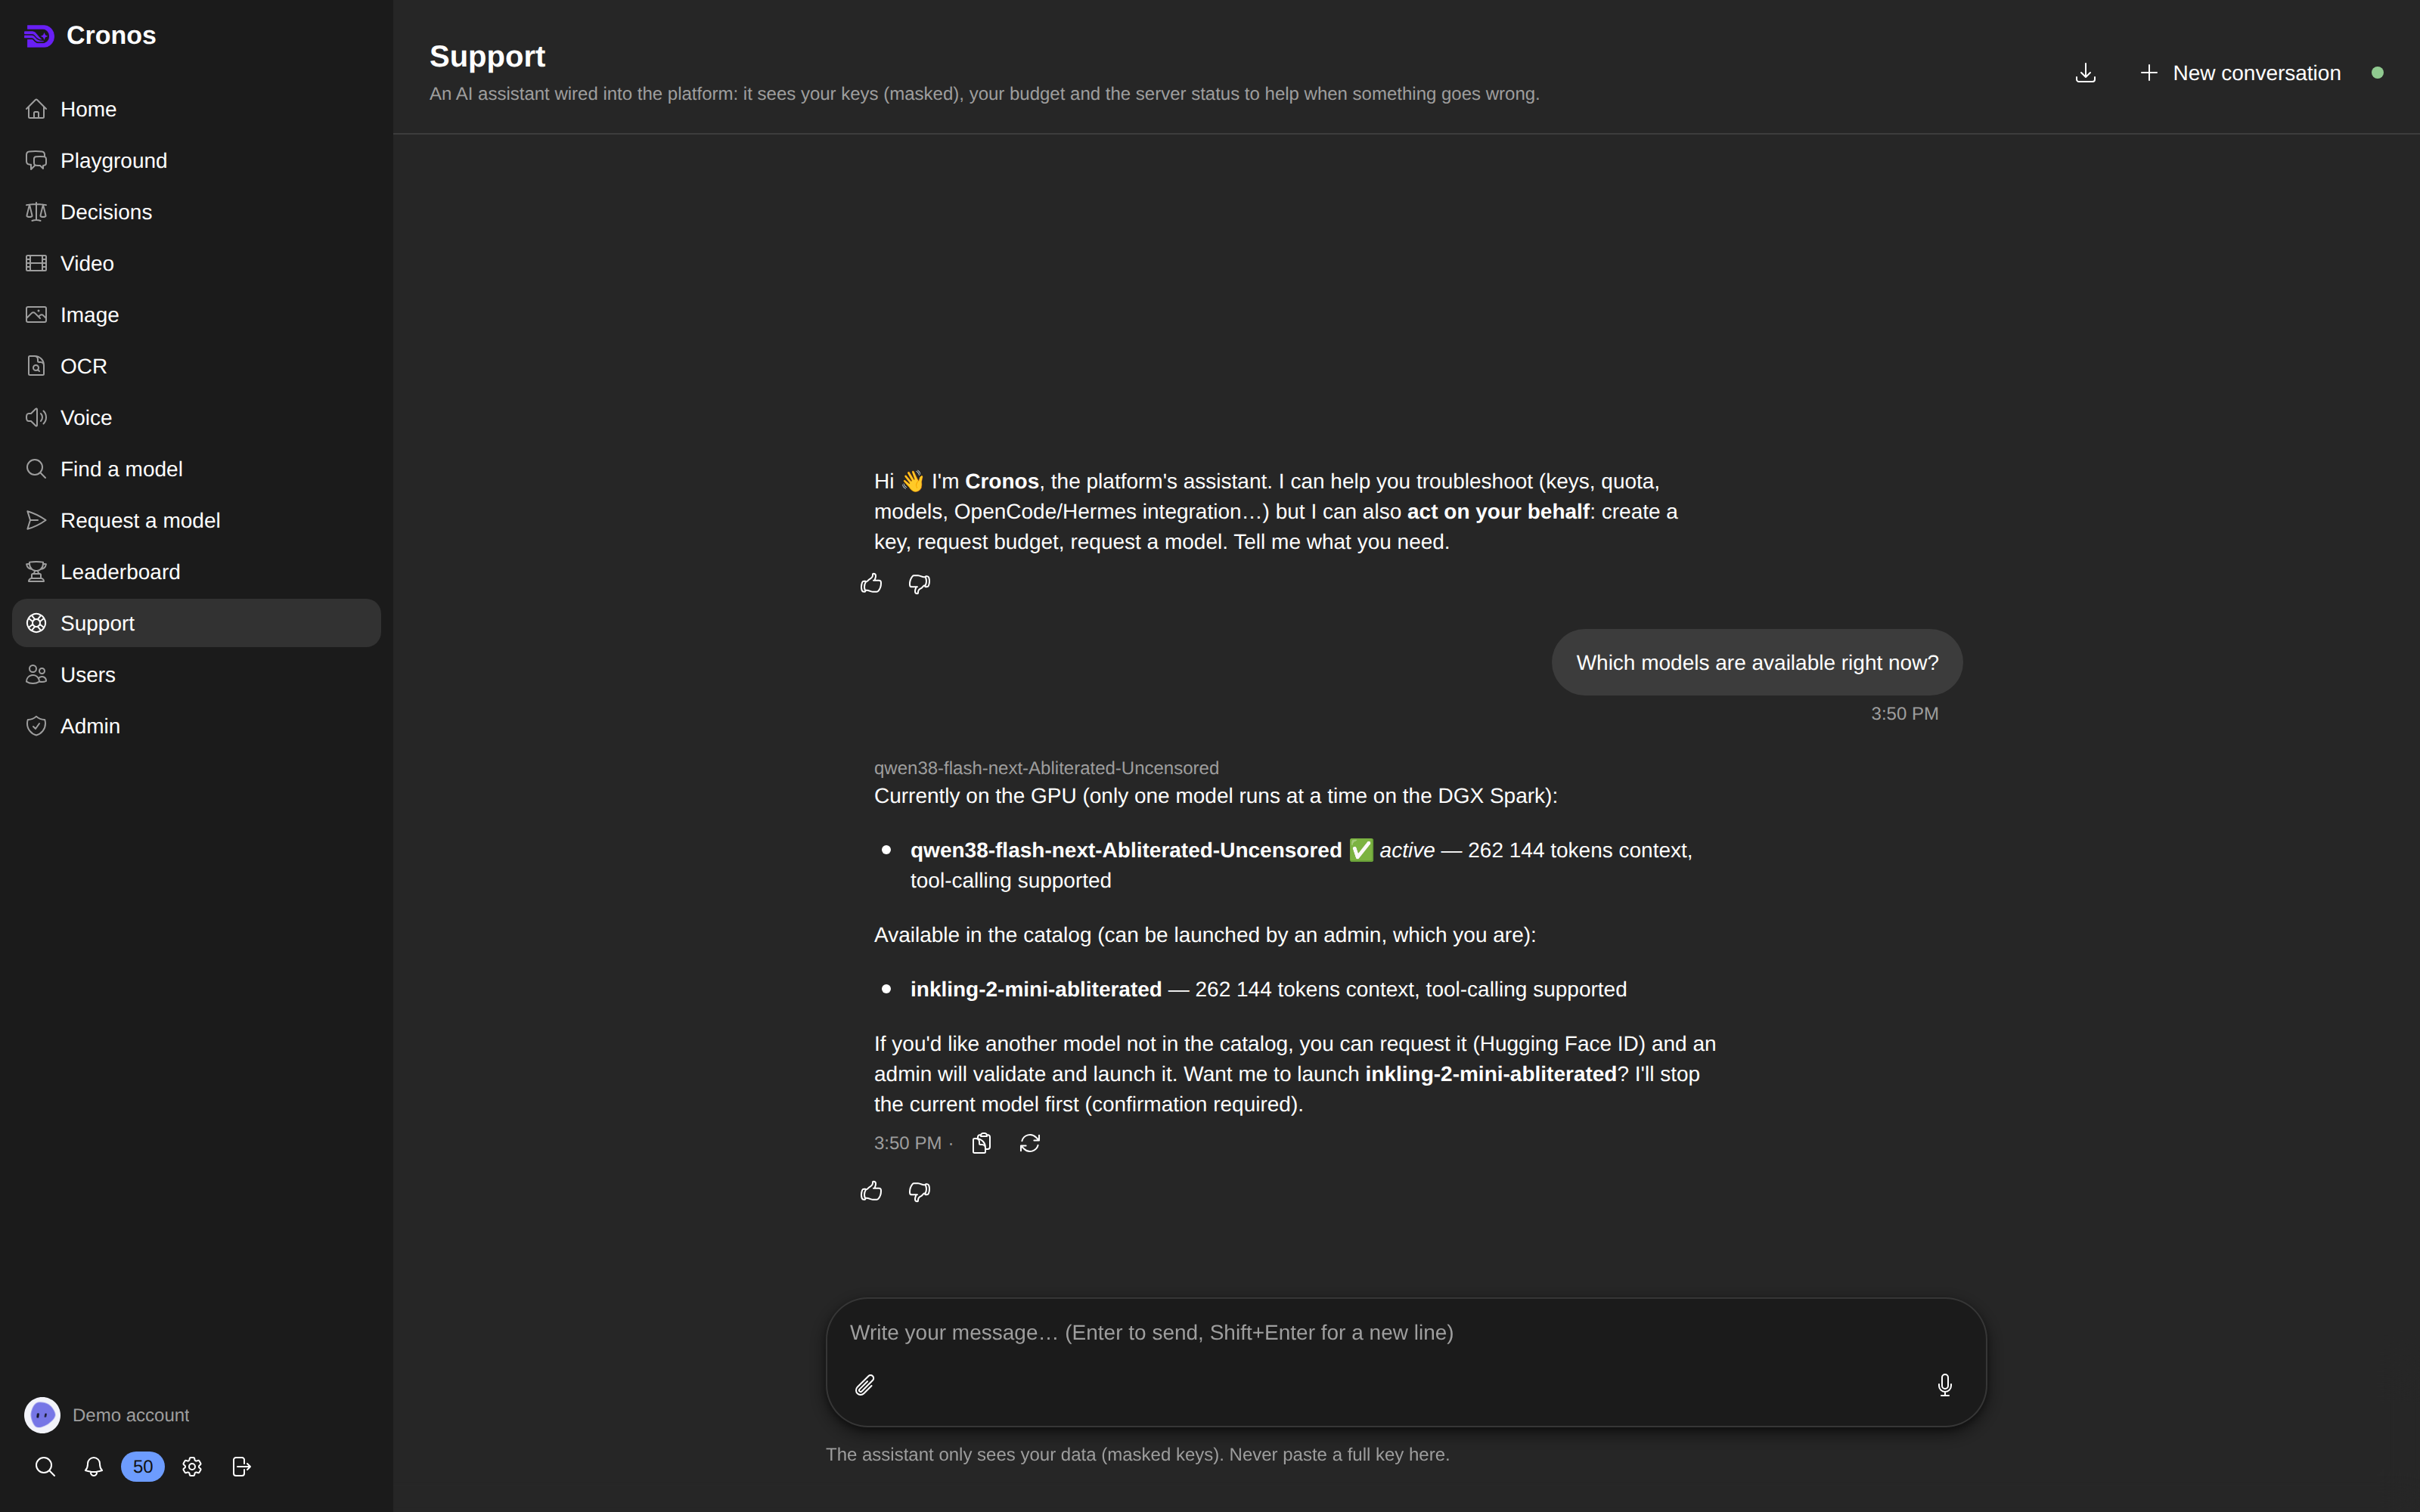 Cronos
Home
Playground
Decisions
Video
Image
OCR
Voice
Find a model
Request a model
Leaderboard
Support
Users
Admin
Demo account
50
Support
An AI assistant wired into the platform: it sees your keys (masked), your budget and the server status to help when something goes wrong.
New conversation
Hi 👋 I'm Cronos, the platform's assistant. I can help you troubleshoot (keys, quota,
models, OpenCode/Hermes integration…) but I can also act on your behalf: create a
key, request budget, request a model. Tell me what you need.
Which models are available right now?
3:50 PM
qwen38-flash-next-Abliterated-Uncensored
Currently on the GPU (only one model runs at a time on the DGX Spark):
• qwen38-flash-next-Abliterated-Uncensored ✅ active — 262 144 tokens context,
tool-calling supported
Available in the catalog (can be launched by an admin, which you are):
• inkling-2-mini-abliterated — 262 144 tokens context, tool-calling supported
If you'd like another model not in the catalog, you can request it (Hugging Face ID) and an
admin will validate and launch it. Want me to launch inkling-2-mini-abliterated? I'll stop
the current model first (confirmation required).
3:50 PM ·
Write your message… (Enter to send, Shift+Enter for a new line)
The assistant only sees your data (masked keys). Never paste a full key here.